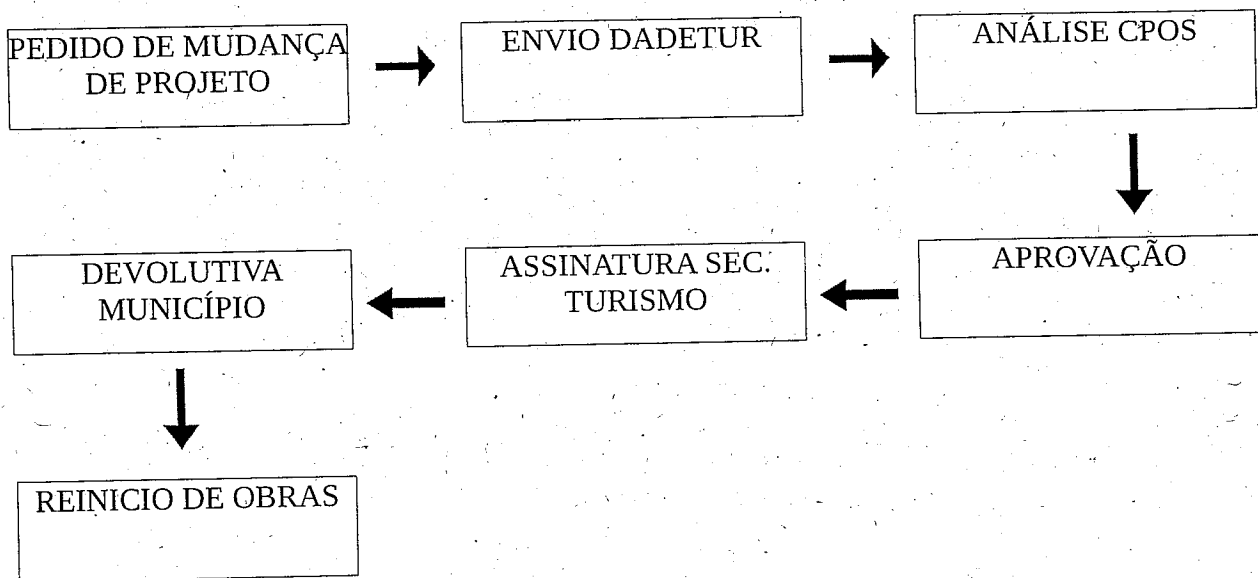 PEDIDO DE MUDANÇA
DE PROJETO
ENVIO DADETUR
ANÁLISE CPOS
APROVAÇÃO
ASSINATURA SEC.
TURISMO
DEVOLUTIVA
MUNICÍPIO
REINICIO DE OBRAS